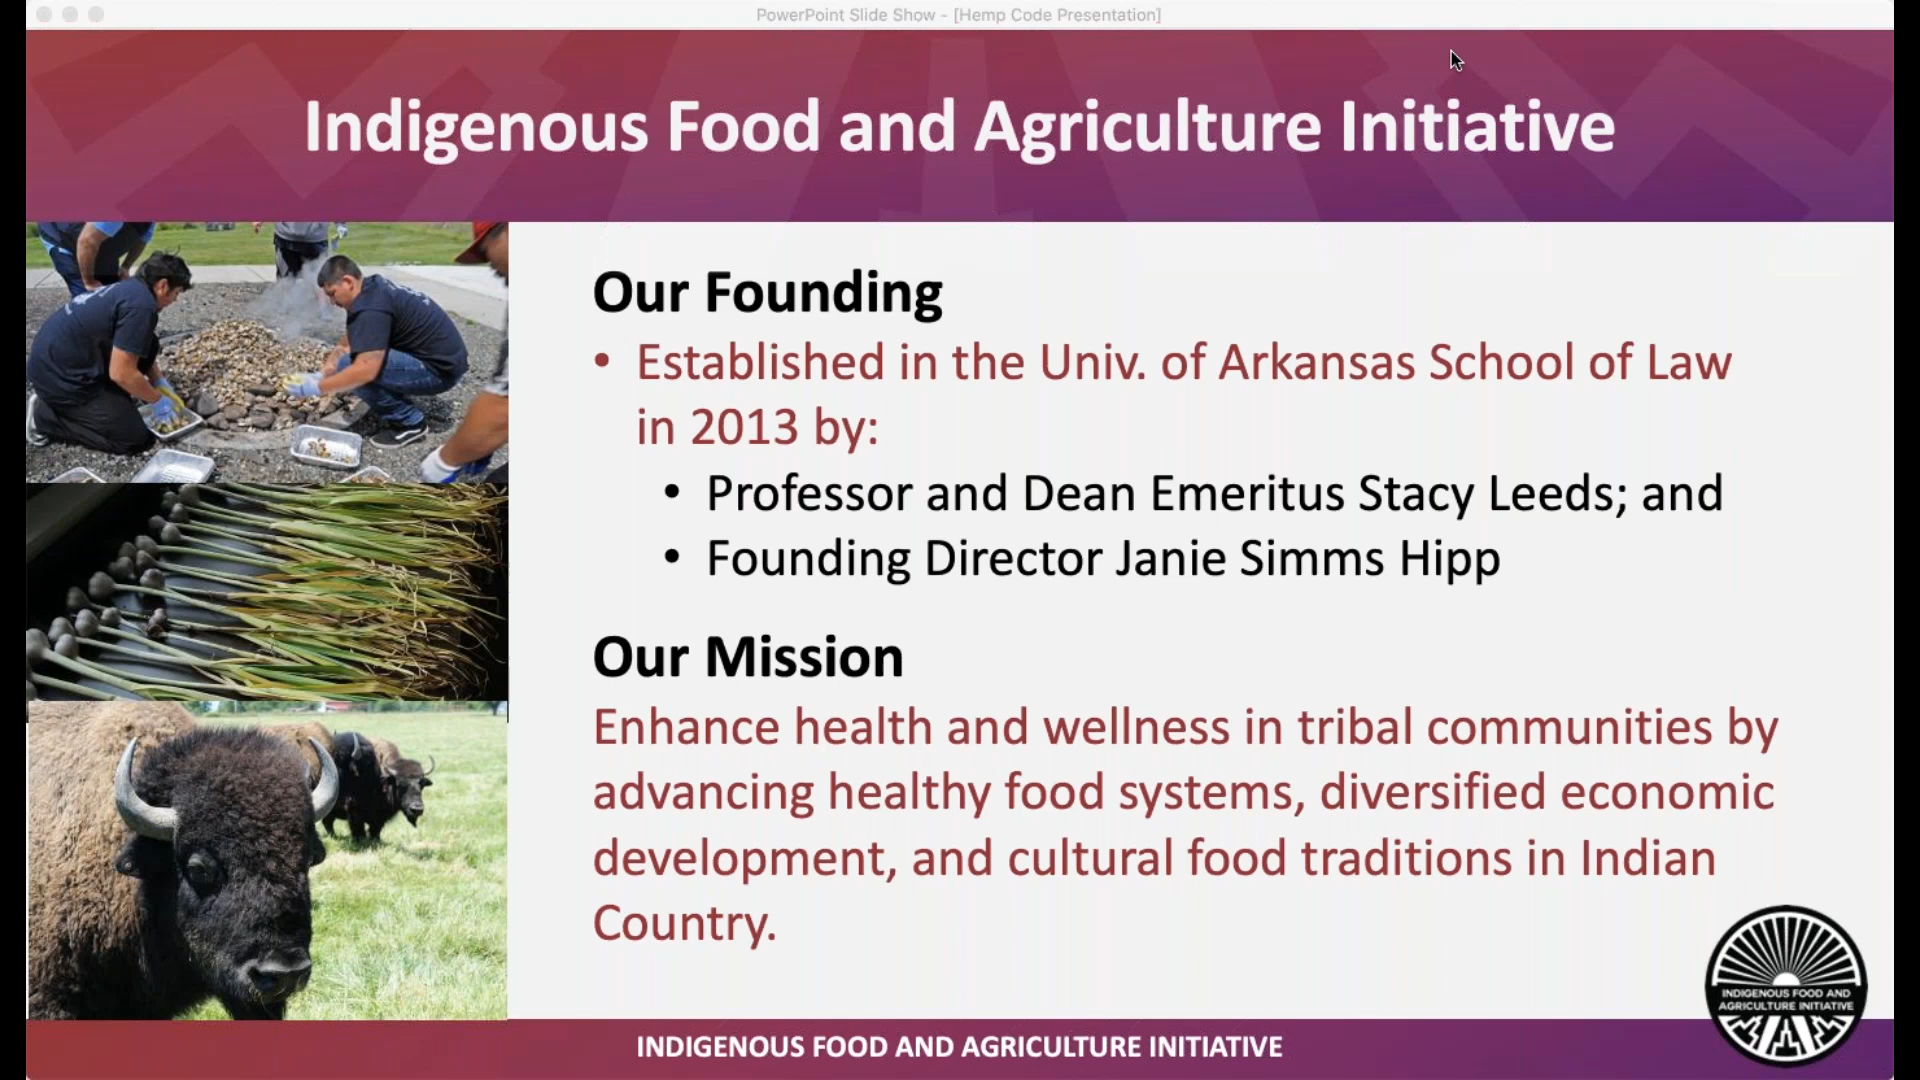 PowerPoint Slide Show - [Hemp Code Presentation]
Indigenous Food and Agriculture Initiative
Our Founding
• Established in the Univ. of Arkansas School of Law
in 2013 by:
• Professor and Dean Emeritus Stacy Leeds; and
• Founding Director Janie Simms Hipp
Our Mission
Enhance health and wellness in tribal communities by
advancing healthy food systems, diversified economic
development, and cultural food traditions in Indian
Country.
INDIGENOUS FOOD AND
AGRICULTURE INITIATIVE
INDIGENOUS FOOD AND AGRICULTURE INITIATIVE